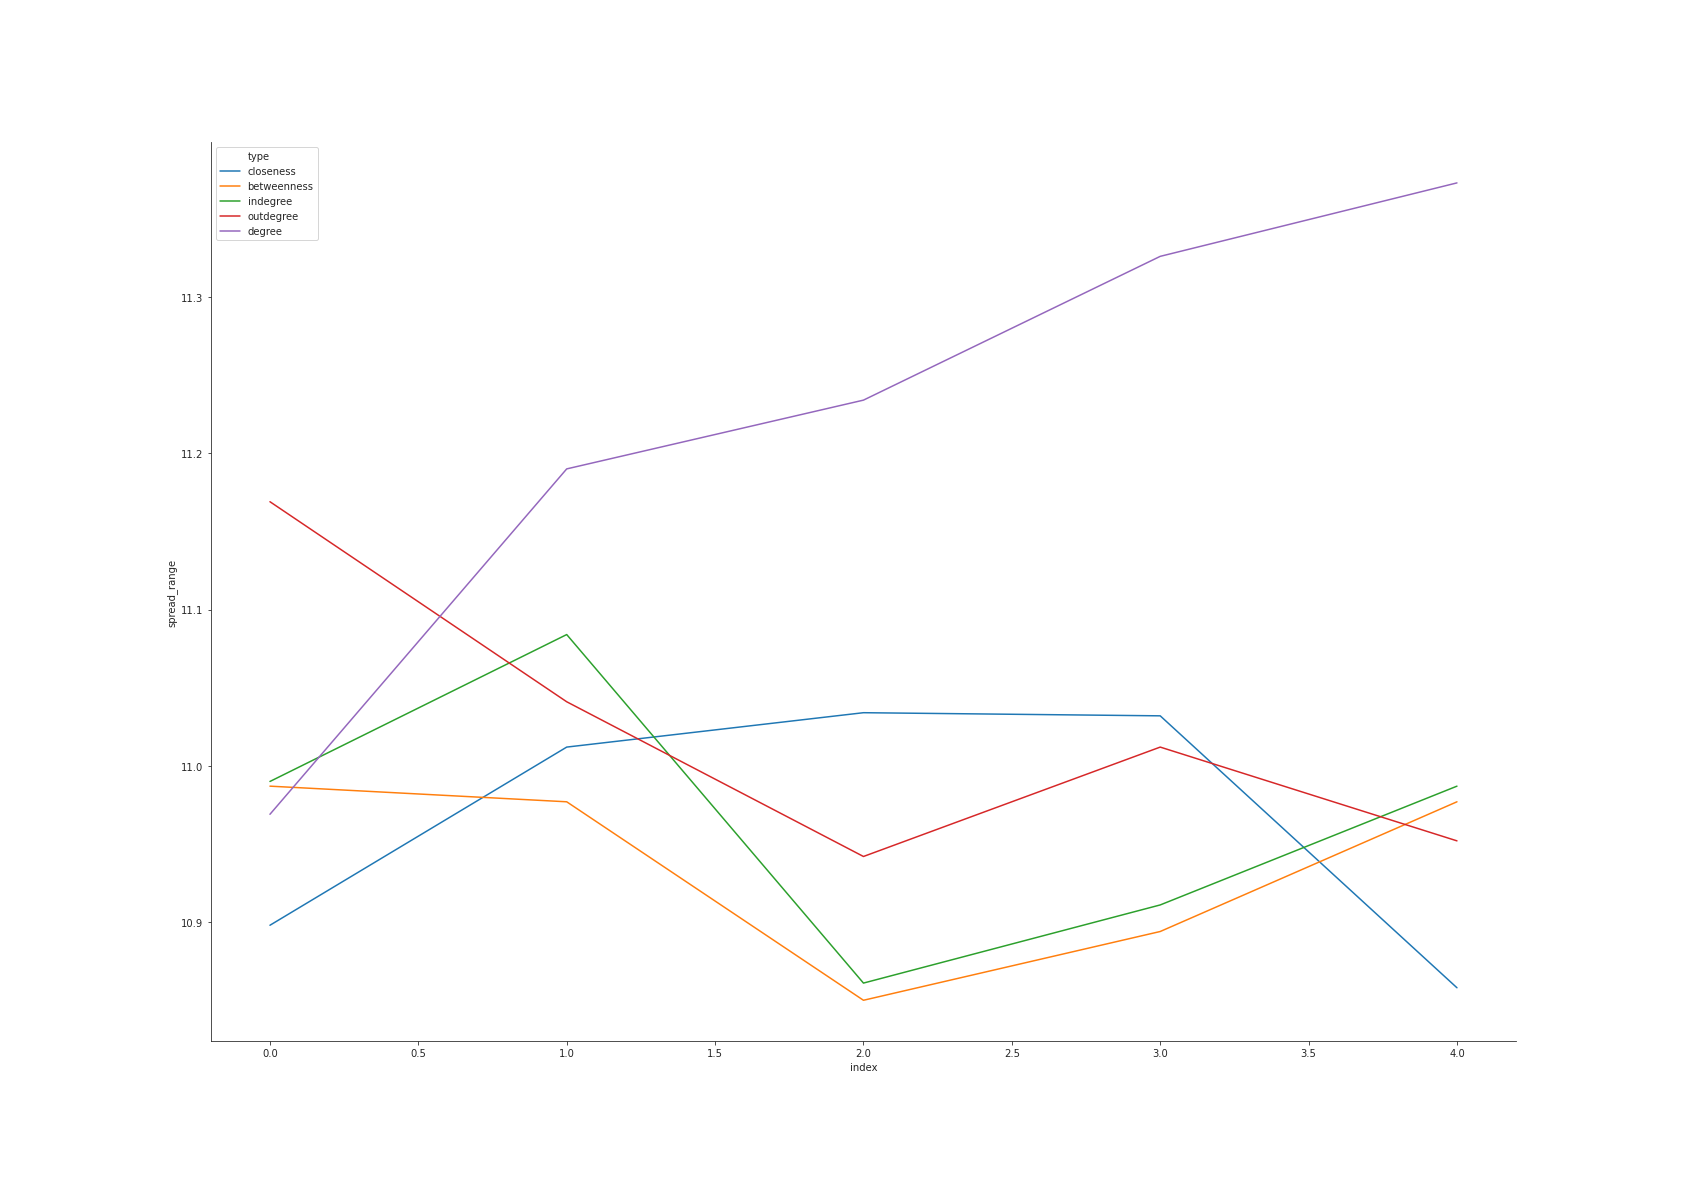 type
closeness
betweenness
indegree
outdegree
degree
11.3
11.2
11.1
11.0
10.9
spread_range
0.0 0.5 1.0 1.5 2.0 2.5 3.0 3.5 4.0
index